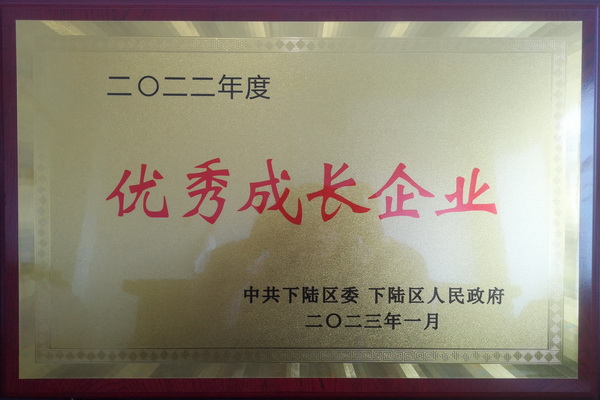 二〇二二年度
优秀成长企业
中共下陆区委 下陆区人民政府
二〇二三年一月